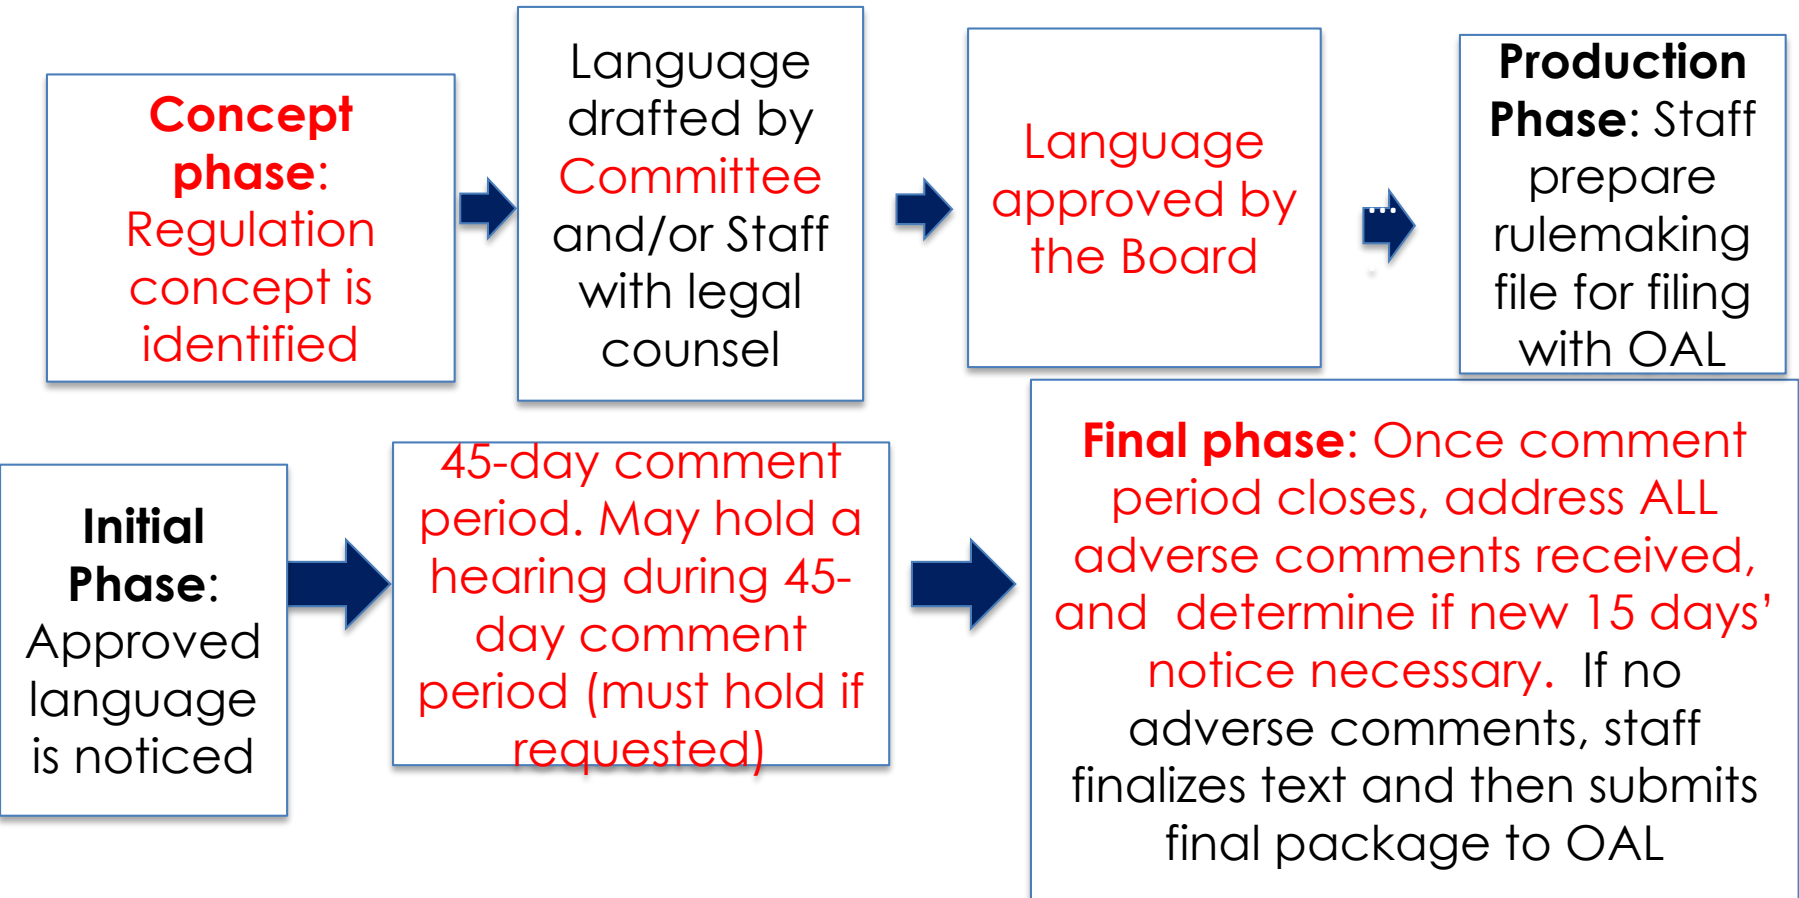 Concept
phase:
Regulation
concept is
identified
Language
drafted by
Committee
and/or Staff
with legal
counsel
Language
approved by
the Board
...
Production
Phase: Staff
prepare
rulemaking
file for filing
with OAL
Initial
Phase:
Approved
language
is noticed
45-day comment
period. May hold a
hearing during 45-
day comment
period (must hold if
requested)
Final phase: Once comment
period closes, address ALL
adverse comments received,
and  determine if new 15 days’
notice necessary.  If no
adverse comments, staff
finalizes text and then submits
final package to OAL